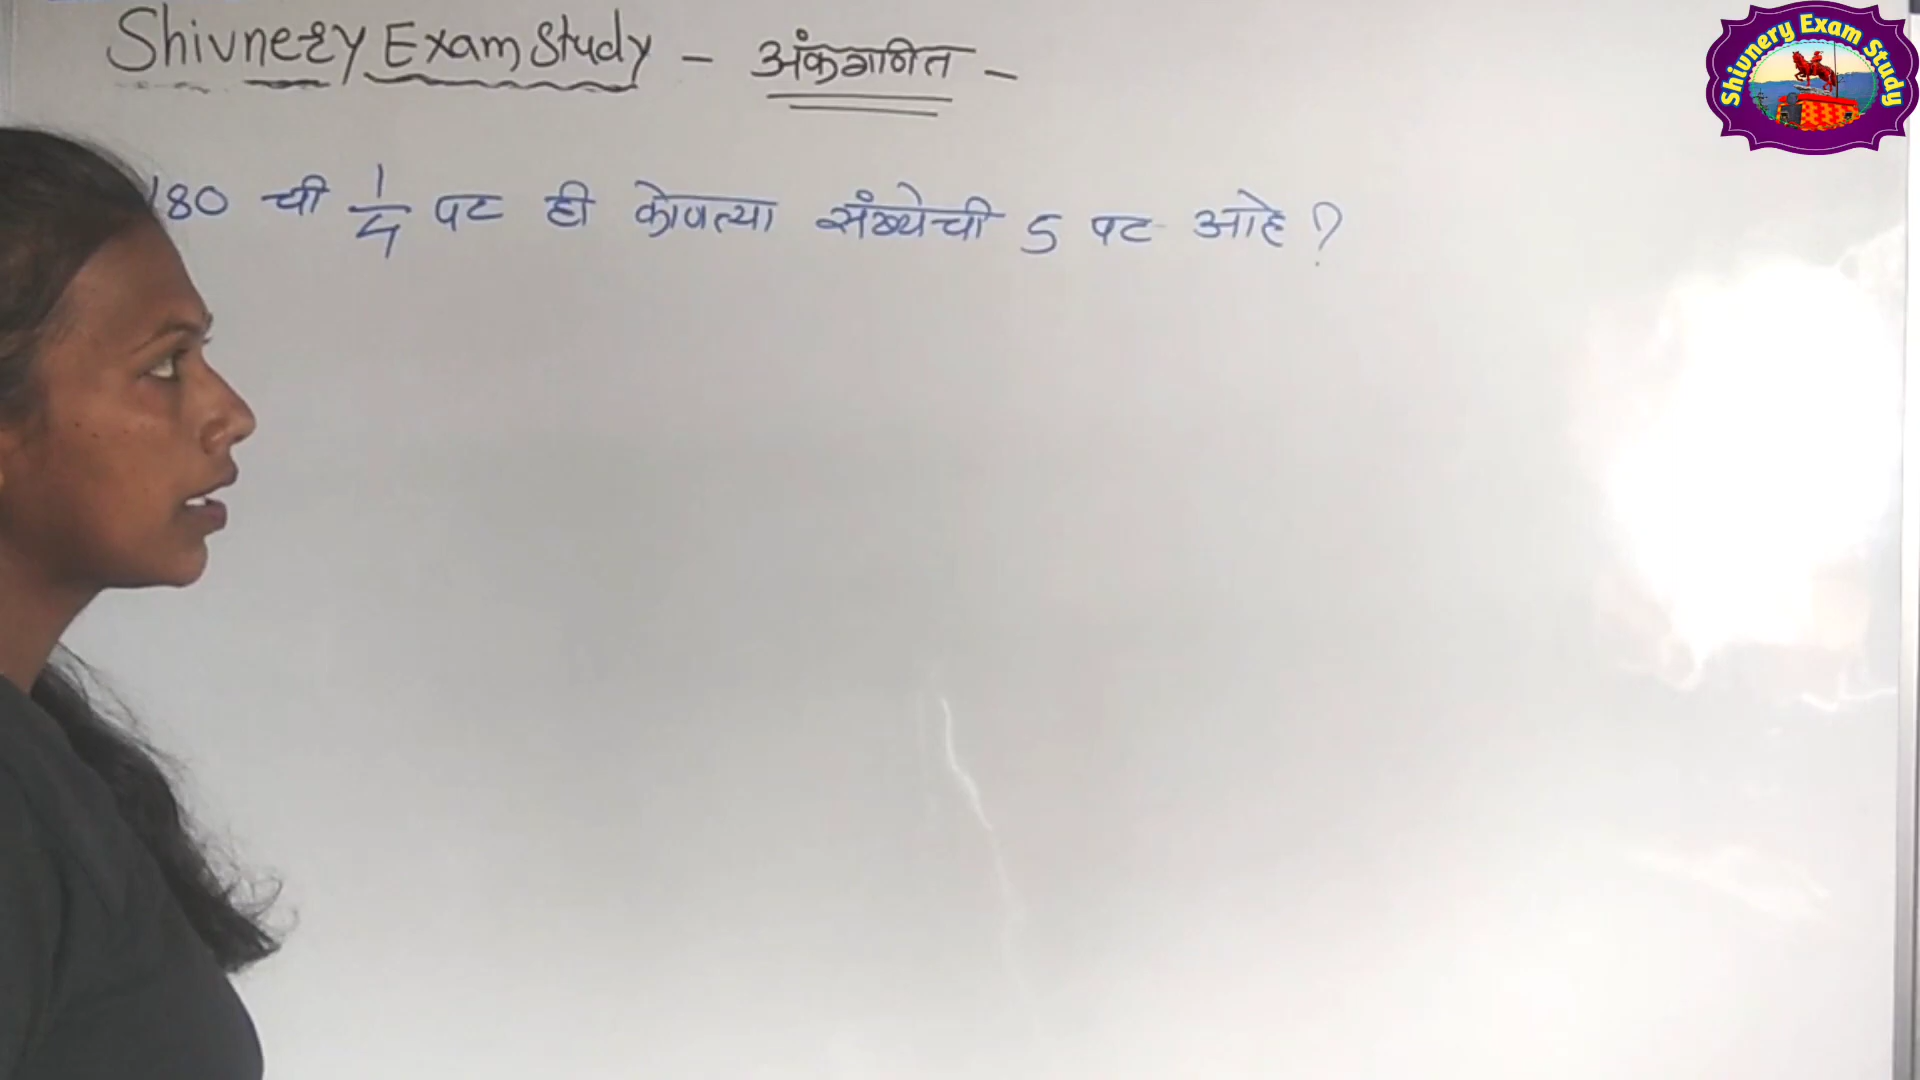 Shivnery Exam Study - अंकगणित -
Shivnery Exam Study
180 ची 1/4 पट ही कोणत्या संख्येची 5 पट आहे ?